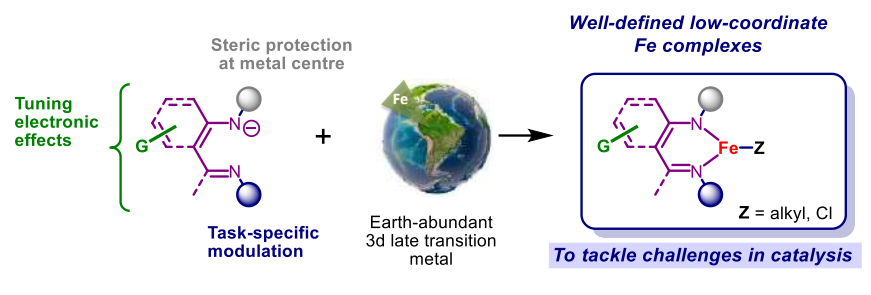 Well-defined low-coordinate
Fe complexes
Steric protection
at metal centre
Tuning
electronic
effects
G
N
N
Task-specific
modulation
+
Fe
Earth-abundant
3d late transition
metal
G
N
Fe
Z
N
Z = alkyl, Cl
To tackle challenges in catalysis